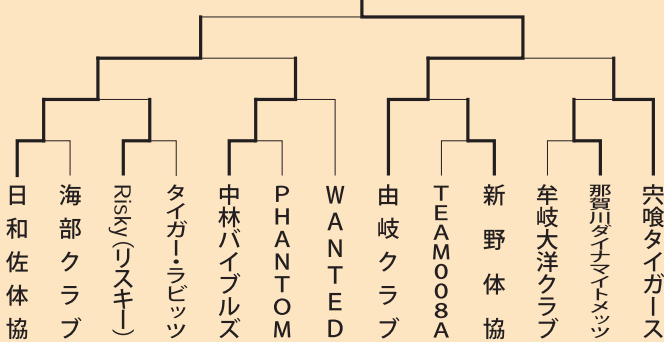 日和佐体協
海部クラブ
Risky(リスキー)
タイガー・ラビッツ
中林バイブルズ
PHANTOM
WANTED
由岐クラブ
TEAM008A
新野体協
牟岐大洋クラブ
那賀川ダイナマイトメッツ
宍喰タイガース